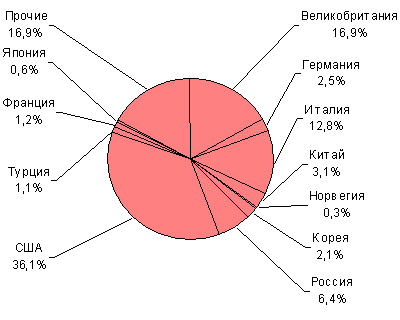 Прочие
16,9%
Великобритания
16,9%
Япония
0,6%
Германия
2,5%
Франция
1,2%
Италия
12,8%
Турция
1,1%
Китай
3,1%
Норвегия
0,3%
США
36,1%
Корея
2,1%
Россия
6,4%